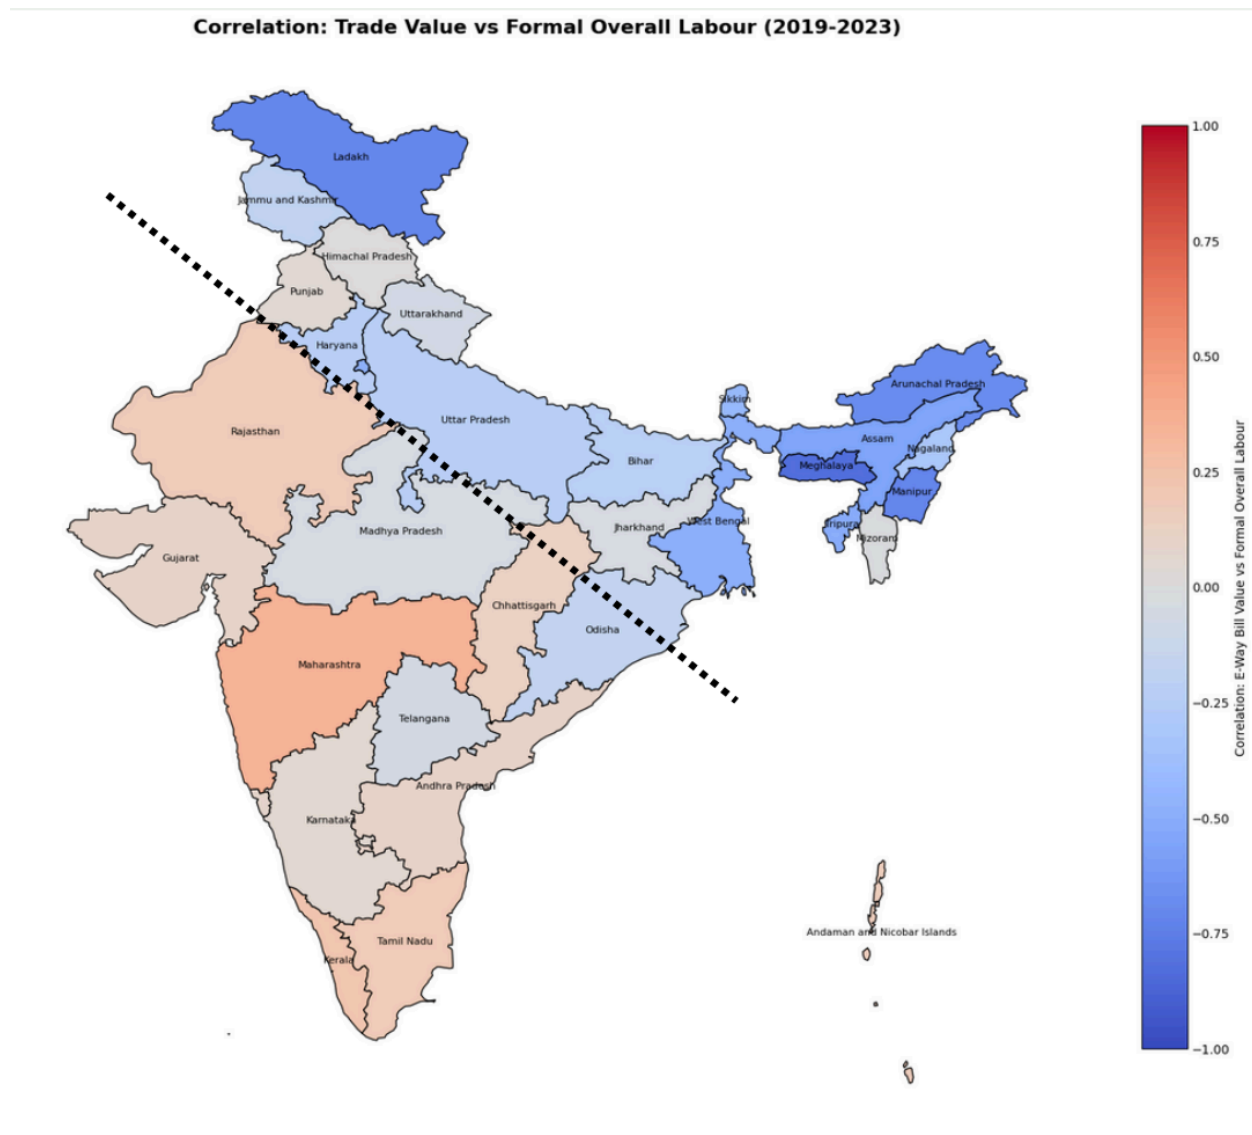 Correlation: Trade Value vs Formal Overall Labour (2019-2023)
Ladakh
Jammu and Kashmir
Himachal Pradesh
Punjab
Uttarakhand
Haryana
Arunachal Pradesh
Sikkim
Uttar Pradesh
Rajasthan
Assam
Nagaland
Bihar
Meghalaya
Manipur
West Bengal
Tripura
Jharkhand
Madhya Pradesh
Mizoram
Gujarat
Chhattisgarh
Odisha
Maharashtra
Telangana
Andhra Pradesh
Karnataka
Andaman and Nicobar Islands
Tamil Nadu
Kerala
1.00
0.75
0.50
0.25
0.00
−0.25
−0.50
−0.75
−1.00
Correlation: E-Way Bill Value vs Formal Overall Labour